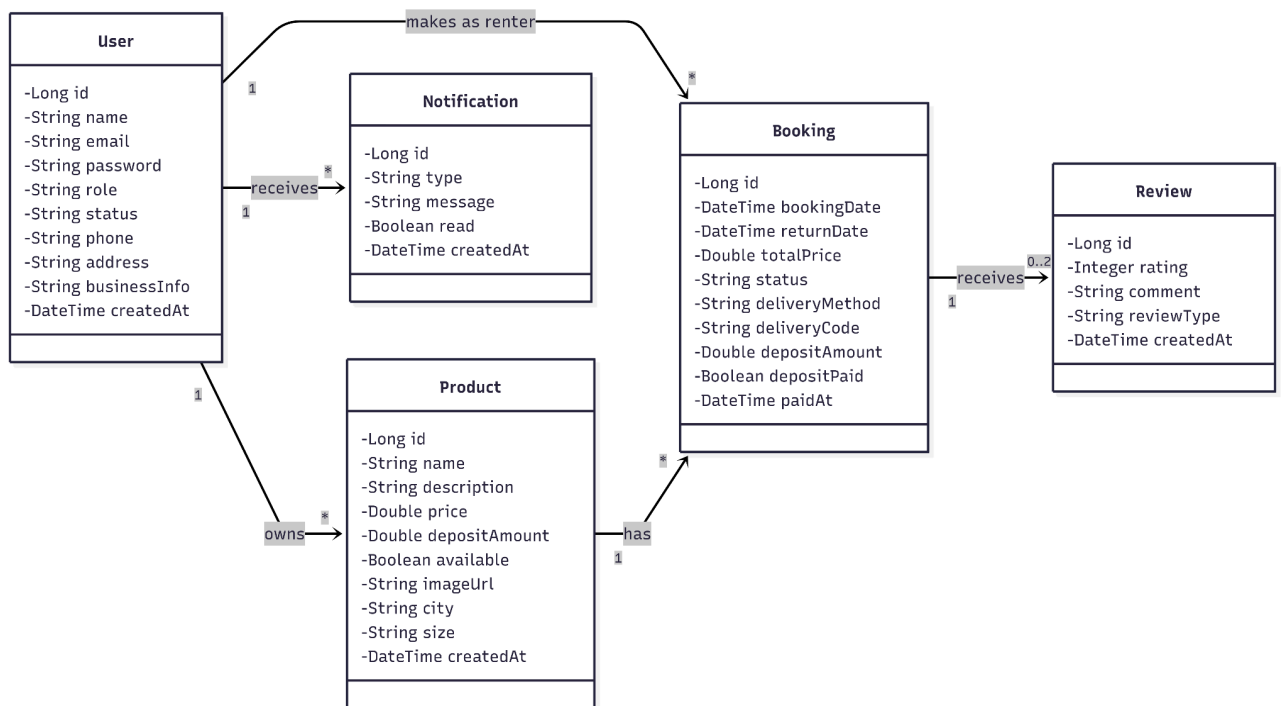 User
-Long id
-String name
-String email
-String password
-String role
-String status
-String phone
-String address
-String businessInfo
-DateTime createdAt
makes as renter
1
*
Notification
-Long id
-String type
-String message
-Boolean read
-DateTime createdAt
receives
1
*
Booking
-Long id
-DateTime bookingDate
-DateTime returnDate
-Double totalPrice
-String status
-String deliveryMethod
-String deliveryCode
-Double depositAmount
-Boolean depositPaid
-DateTime paidAt
receives
1
0..2
Review
-Long id
-Integer rating
-String comment
-String reviewType
-DateTime createdAt
1
owns
*
Product
-Long id
-String name
-String description
-Double price
-Double depositAmount
-Boolean available
-String imageUrl
-String city
-String size
-DateTime createdAt
has
1
*